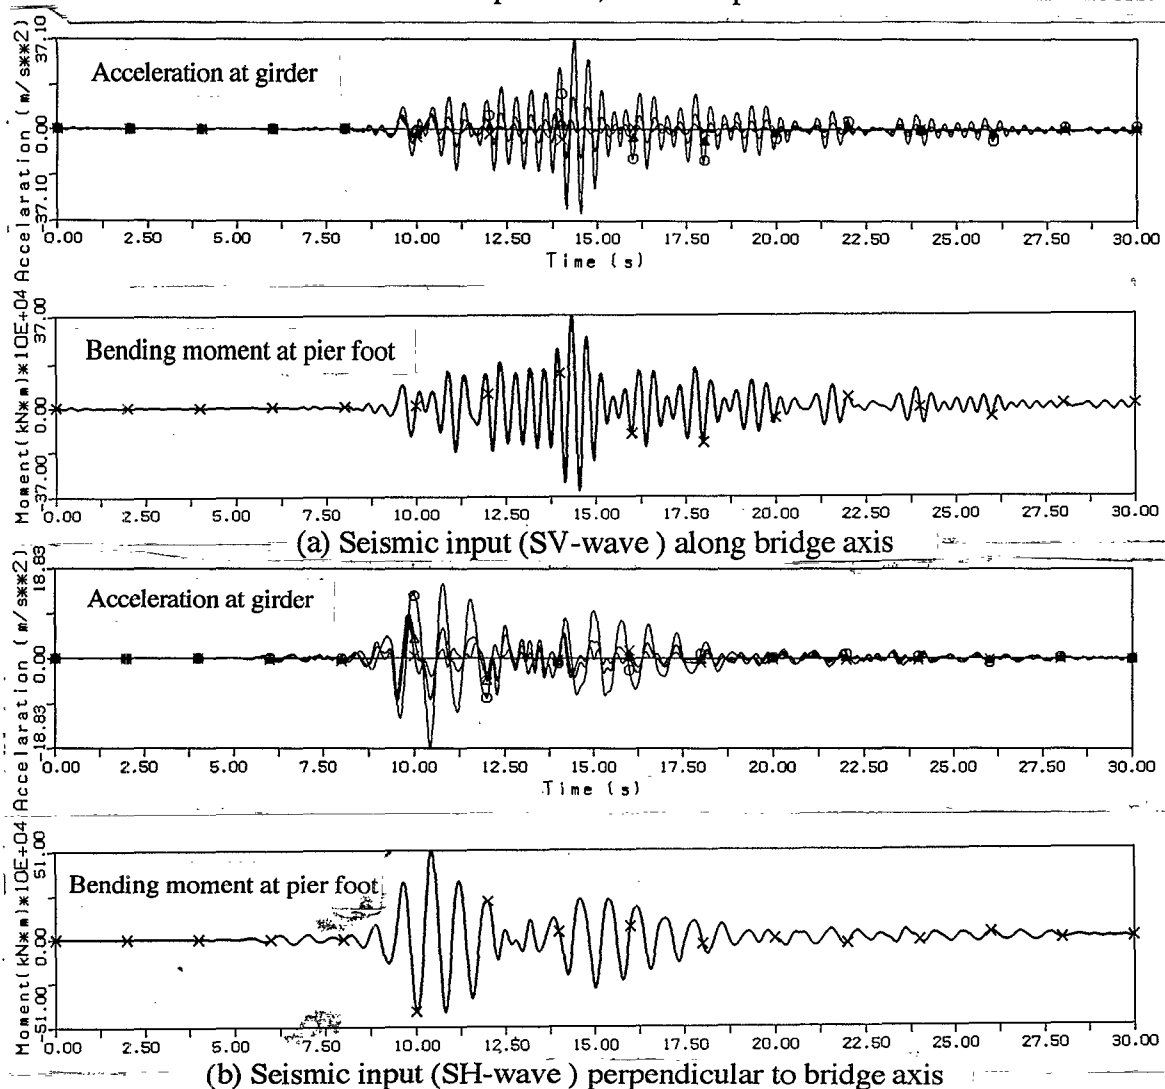 Acceleration at girder
Accelaration (m/s**2)
37.10
0.00
-37.10
0.00 2.50 5.00 7.50 10.00 12.50 15.00 17.50 20.00 22.50 25.00 27.50 30.00
Time (s)
Bending moment at pier foot
Moment(kN*m)*10E+04
37.00
0.00
-37.00
0.00 2.50 5.00 7.50 10.00 12.50 15.00 17.50 20.00 22.50 25.00 27.50 30.00
(a) Seismic input (SV-wave ) along bridge axis
Acceleration at girder
Accelaration (m/s**2)
18.83
0.00
-18.83
0.00 2.50 5.00 7.50 10.00 12.50 15.00 17.50 20.00 22.50 25.00 27.50 30.00
Time (s)
Bending moment at pier foot
Moment(kN*m)*10E+04
51.00
0.00
-51.00
0.00 2.50 5.00 7.50 10.00 12.50 15.00 17.50 20.00 22.50 25.00 27.50 30.00
(b) Seismic input (SH-wave ) perpendicular to bridge axis